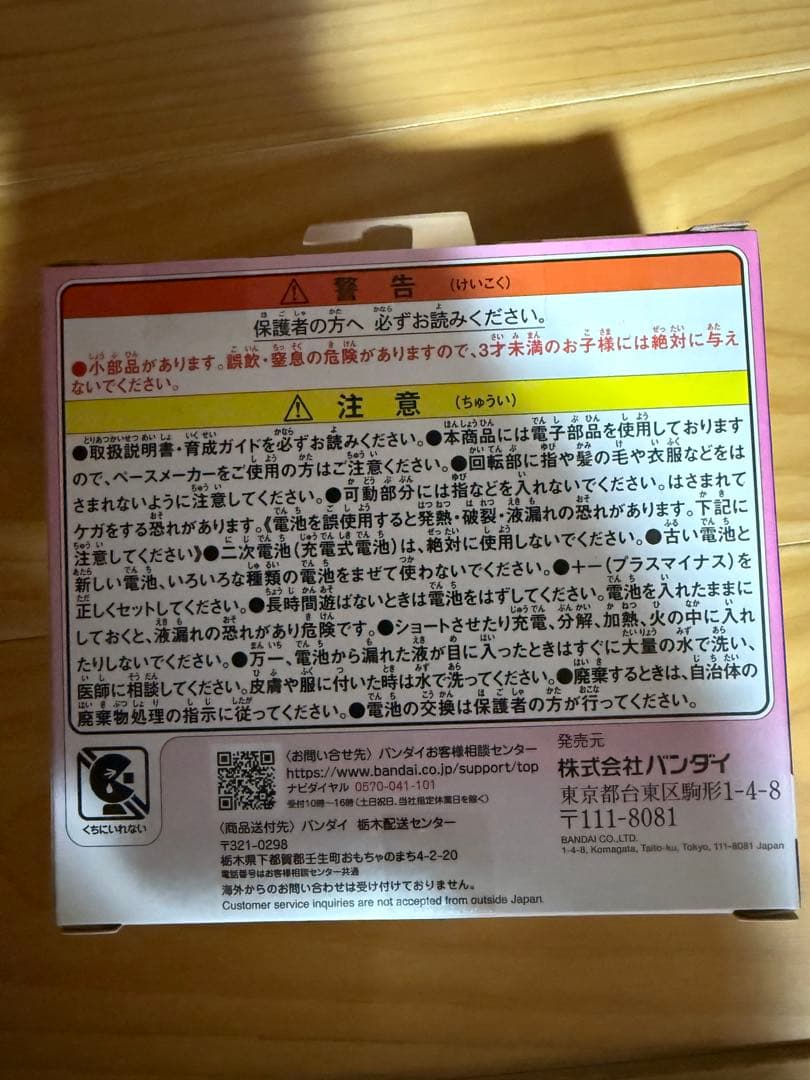 警告 (けいこく)
保護者の方へ 必ずお読みください。
●小部品があります。誤飲・窒息の危険がありますので、3才未満のお子様には絶対に与え
ないでください。
注意 (ちゅうい)
●取扱説明書・育成ガイドを必ずお読みください。●本商品には電子部品を使用しております
ので、ペースメーカーをご使用の方はご注意ください。●回転部に指や髪の毛や衣服などをは
さまれないように注意してください。●可動部分には指などを入れないでください。はさまれて
ケガをする恐れがあります。《電池を誤使用すると発熱・破裂・液漏れの恐れがあります。下記に
注意してください》●二次電池(充電式電池)は、絶対に使用しないでください。●古い電池と
新しい電池、いろいろな種類の電池をまぜて使わないでください。●+−(プラスマイナス)を
正しくセットしてください。●長時間遊ばないときは電池をはずしてください。電池を入れたままに
しておくと、液漏れの恐れがあり危険です。●ショートさせたり充電、分解、加熱、火の中に入れ
たりしないでください。●万一、電池から漏れた液が目に入ったときはすぐに大量の水で洗い、
医師に相談してください。皮膚や服に付いた時は水で洗ってください。●廃棄するときは、自治体の
廃棄物処理の指示に従ってください。●電池の交換は保護者の方が行ってください。
くちにいれない
〈お問い合せ先〉バンダイお客様相談センター
https://www.bandai.co.jp/support/top
ナビダイヤル 0570-041-101
受付10時〜16時(土日祝日、当社指定休業日を除く)
〈商品送付先〉バンダイ 栃木配送センター
〒321-0298
栃木県下都賀郡壬生町おもちゃのまち4-2-20
電話番号はお客様相談センター共通
海外からのお問い合わせは受け付けておりません。
Customer service inquiries are not accepted from outside Japan.
発売元
株式会社バンダイ
東京都台東区駒形1-4-8
〒111-8081
BANDAI CO.,LTD.
1-4-8, Komagata, Taito-ku, Tokyo, 111-8081 Japan